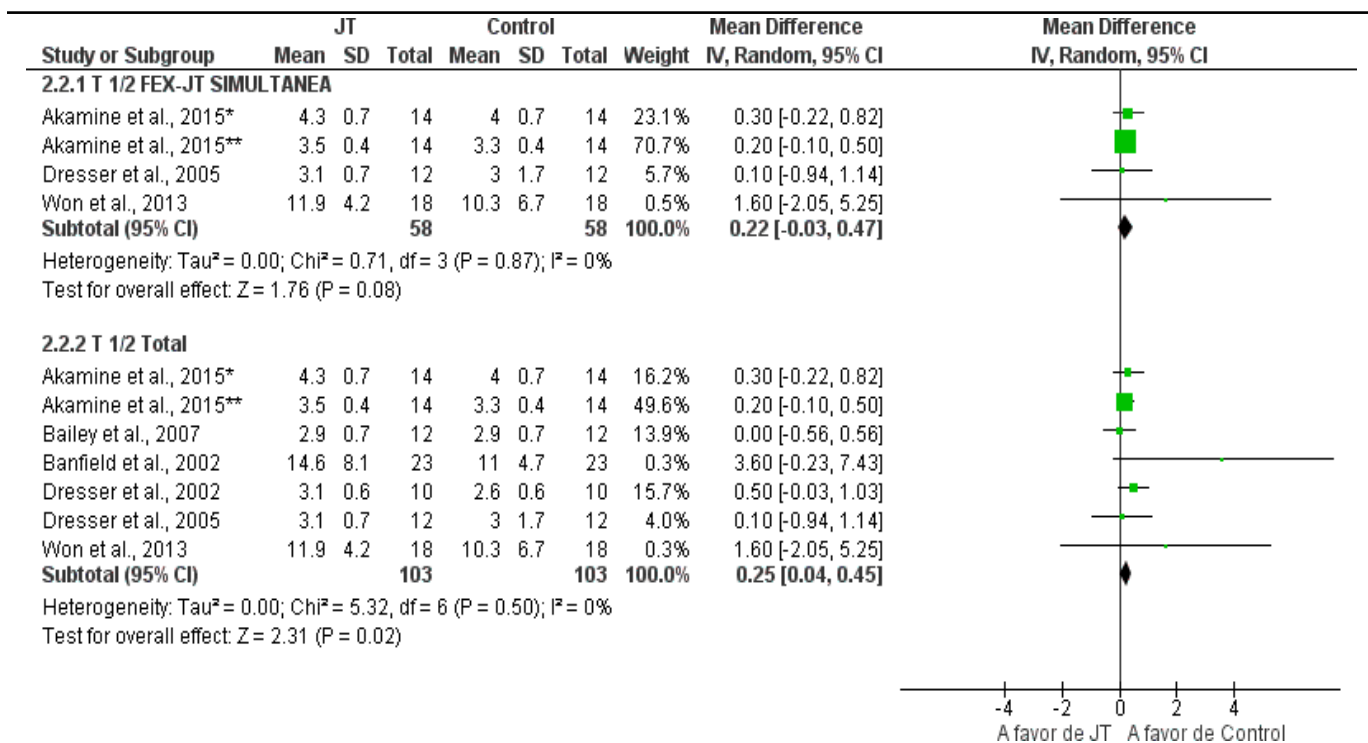 JT Control Mean Difference Mean Difference
Study or Subgroup Mean SD Total Mean SD Total Weight IV, Random, 95% CI IV, Random, 95% CI
2.2.1 T 1/2 FEX-JT SIMULTANEA
Akamine et al., 2015* 4.3 0.7 14 4 0.7 14 23.1% 0.30 [-0.22, 0.82]
Akamine et al., 2015** 3.5 0.4 14 3.3 0.4 14 70.7% 0.20 [-0.10, 0.50]
Dresser et al., 2005 3.1 0.7 12 3 1.7 12 5.7% 0.10 [-0.94, 1.14]
Won et al., 2013 11.9 4.2 18 10.3 6.7 18 0.5% 1.60 [-2.05, 5.25]
Subtotal (95% CI) 58 58 100.0% 0.22 [-0.03, 0.47]
Heterogeneity: Tau² = 0.00; Chi² = 0.71, df = 3 (P = 0.87); I² = 0%
Test for overall effect: Z = 1.76 (P = 0.08)
2.2.2 T 1/2 Total
Akamine et al., 2015* 4.3 0.7 14 4 0.7 14 16.2% 0.30 [-0.22, 0.82]
Akamine et al., 2015** 3.5 0.4 14 3.3 0.4 14 49.6% 0.20 [-0.10, 0.50]
Bailey et al., 2007 2.9 0.7 12 2.9 0.7 12 13.9% 0.00 [-0.56, 0.56]
Banfield et al., 2002 14.6 8.1 23 11 4.7 23 0.3% 3.60 [-0.23, 7.43]
Dresser et al., 2002 3.1 0.6 10 2.6 0.6 10 15.7% 0.50 [-0.03, 1.03]
Dresser et al., 2005 3.1 0.7 12 3 1.7 12 4.0% 0.10 [-0.94, 1.14]
Won et al., 2013 11.9 4.2 18 10.3 6.7 18 0.3% 1.60 [-2.05, 5.25]
Subtotal (95% CI) 103 103 100.0% 0.25 [0.04, 0.45]
Heterogeneity: Tau² = 0.00; Chi² = 5.32, df = 6 (P = 0.50); I² = 0%
Test for overall effect: Z = 2.31 (P = 0.02)
-4 -2 0 2 4
A favor de JT A favor de Control